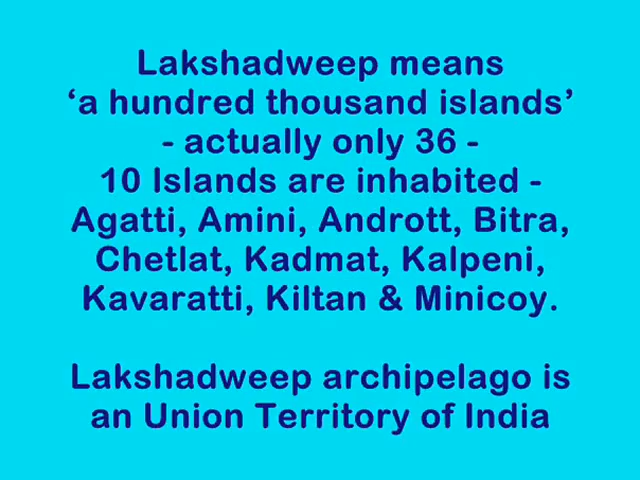 Lakshadweep means
‘a hundred thousand islands’
- actually only 36 -
10 Islands are inhabited -
Agatti, Amini, Andrott, Bitra,
Chetlat, Kadmat, Kalpeni,
Kavaratti, Kiltan & Minicoy.
Lakshadweep archipelago is
an Union Territory of India